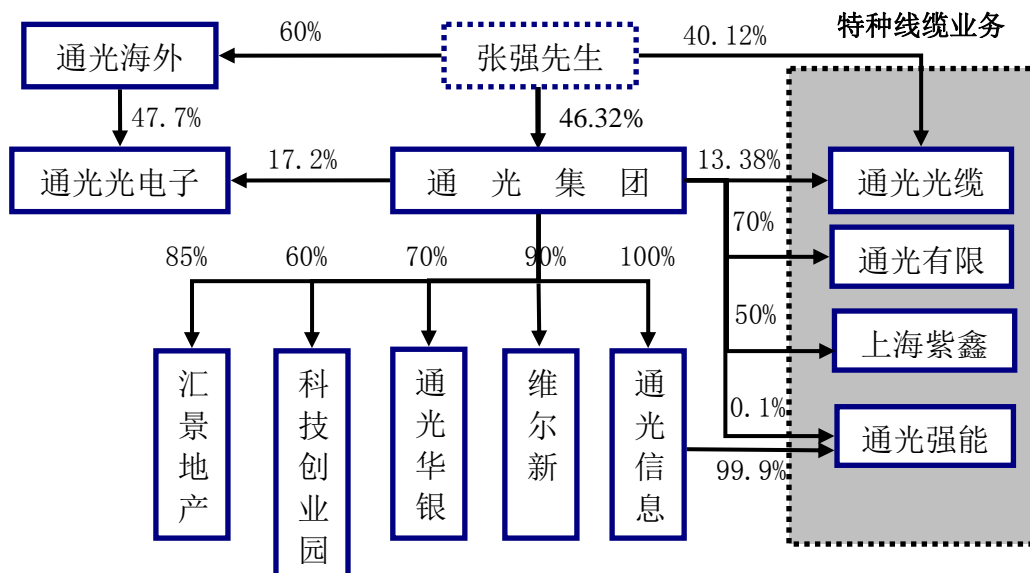 特种线缆业务
60%
40.12%
通光海外
张强先生
47.7%
46.32%
通光光电子
17.2%
通光集团
13.38%
通光光缆
70%
通光有限
85%
60%
70%
90%
100%
50%
上海紫鑫
汇景地产
科技创业园
通光华银
维尔新
通光信息
0.1%
通光强能
99.9%